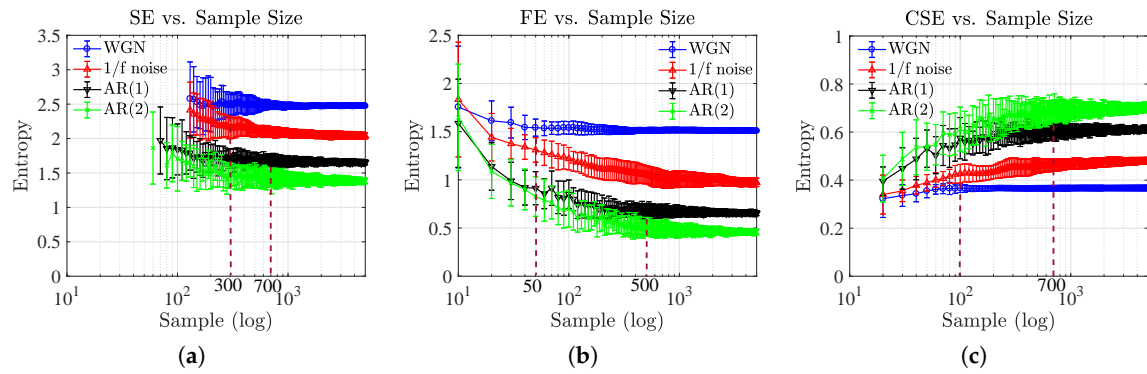 SE vs. Sample Size
3.5
3
2.5
2
1.5
1
0.5
0
Entropy
WGN
1/f noise
AR(1)
AR(2)
300 700
10^1 10^2 10^3
Sample (log)
(a)
FE vs. Sample Size
2.5
2
1.5
1
0.5
0
Entropy
WGN
1/f noise
AR(1)
AR(2)
50 500
10^1 10^2 10^3
Sample (log)
(b)
CSE vs. Sample Size
1
0.8
0.6
0.4
0.2
0
Entropy
WGN
1/f noise
AR(1)
AR(2)
700
10^1 10^2 10^3
Sample (log)
(c)